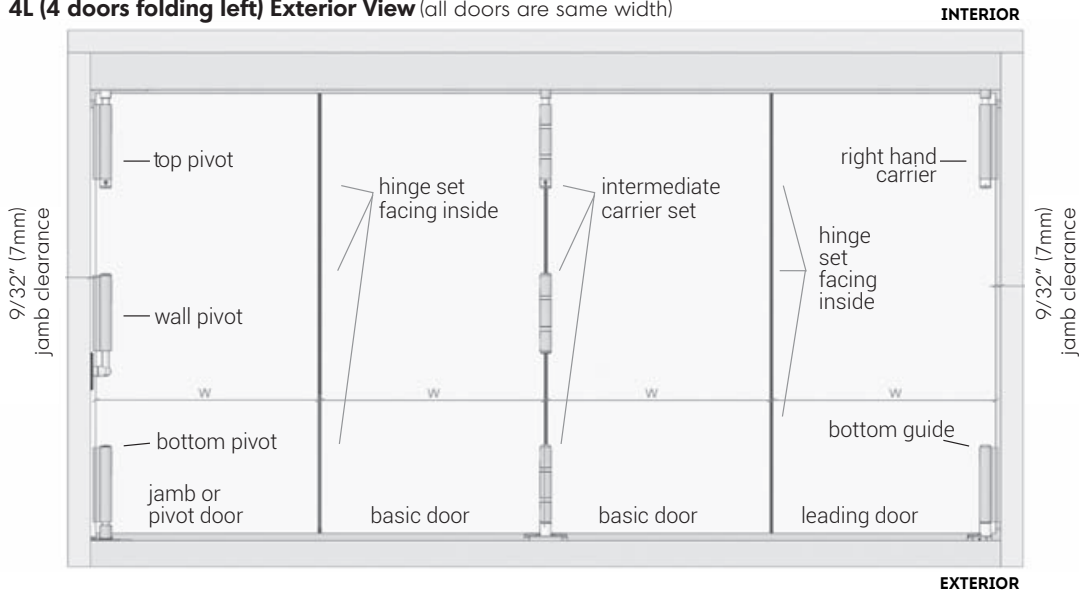 4L (4 doors folding left) Exterior View (all doors are same width)
INTERIOR
top pivot
hinge set
facing inside
intermediate
carrier set
right hand
carrier
hinge
set
facing
inside
9/32" (7mm)
jamb clearance
9/32" (7mm)
jamb clearance
wall pivot
W
W
W
W
bottom pivot
bottom guide
jamb or
pivot door
basic door
basic door
leading door
EXTERIOR